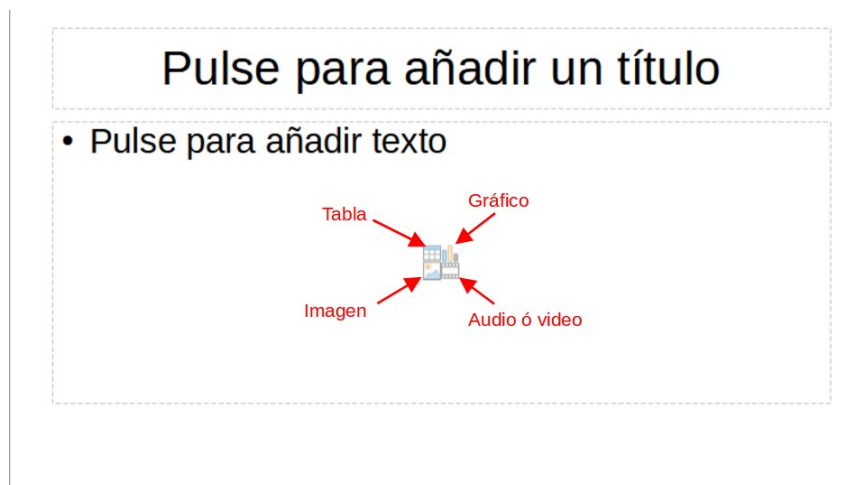 Pulse para añadir un título
• Pulse para añadir texto
Gráfico
Tabla
Imagen
Audio ó video